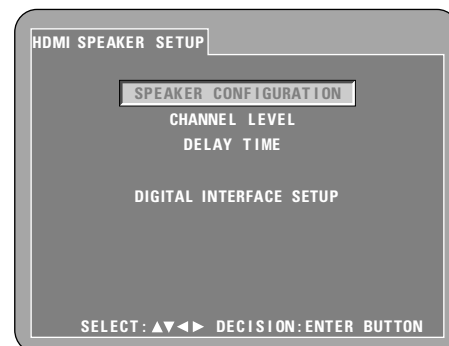 HDMI SPEAKER SETUP
SPEAKER CONFIGURATION
CHANNEL LEVEL
DELAY TIME
DIGITAL INTERFACE SETUP
SELECT:▲▼◄► DECISION:ENTER BUTTON